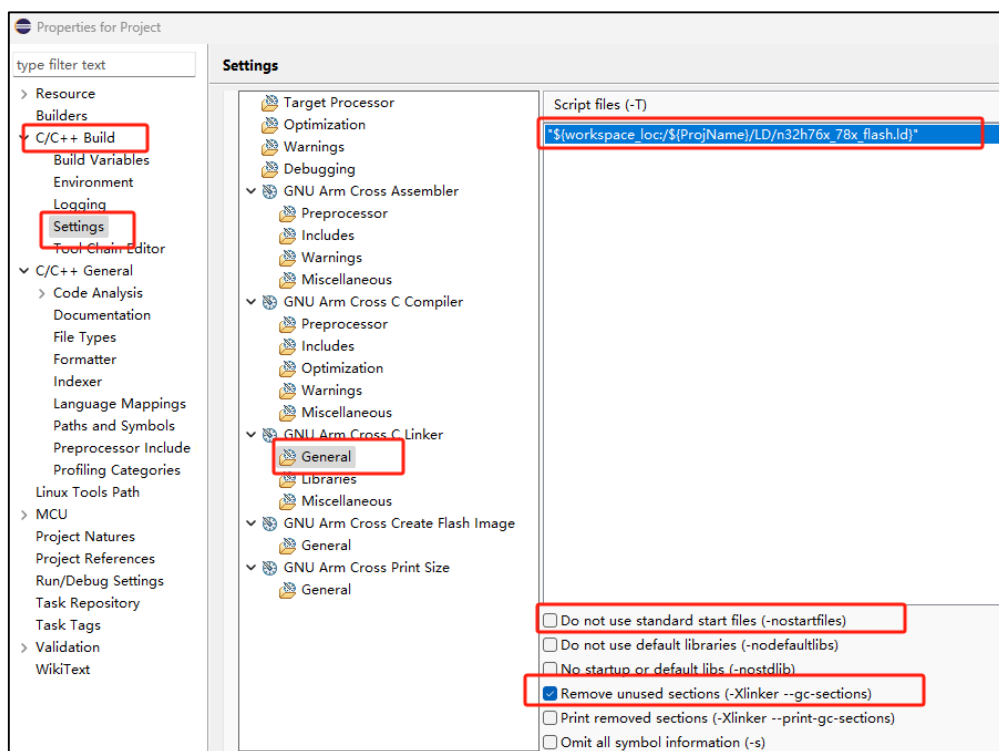 Properties for Project
type filter text
Resource
Builders
C/C++ Build
Build Variables
Environment
Logging
Settings
Tool Chain Editor
C/C++ General
Code Analysis
Documentation
File Types
Formatter
Indexer
Language Mappings
Paths and Symbols
Preprocessor Include
Profiling Categories
Linux Tools Path
MCU
Project Natures
Project References
Run/Debug Settings
Task Repository
Task Tags
Validation
WikiText
Settings
Target Processor
Optimization
Warnings
Debugging
GNU Arm Cross Assembler
Preprocessor
Includes
Warnings
Miscellaneous
GNU Arm Cross C Compiler
Preprocessor
Includes
Optimization
Warnings
Miscellaneous
GNU Arm Cross C Linker
General
Libraries
Miscellaneous
GNU Arm Cross Create Flash Image
General
GNU Arm Cross Print Size
General
Script files (-T)
"${workspace_loc:/${ProjName}/LD/n32h76x_78x_flash.ld}"
Do not use standard start files (-nostartfiles)
Do not use default libraries (-nodefaultlibs)
No startup or default libs (-nostdlib)
Remove unused sections (-Xlinker --gc-sections)
Print removed sections (-Xlinker --print-gc-sections)
Omit all symbol information (-s)